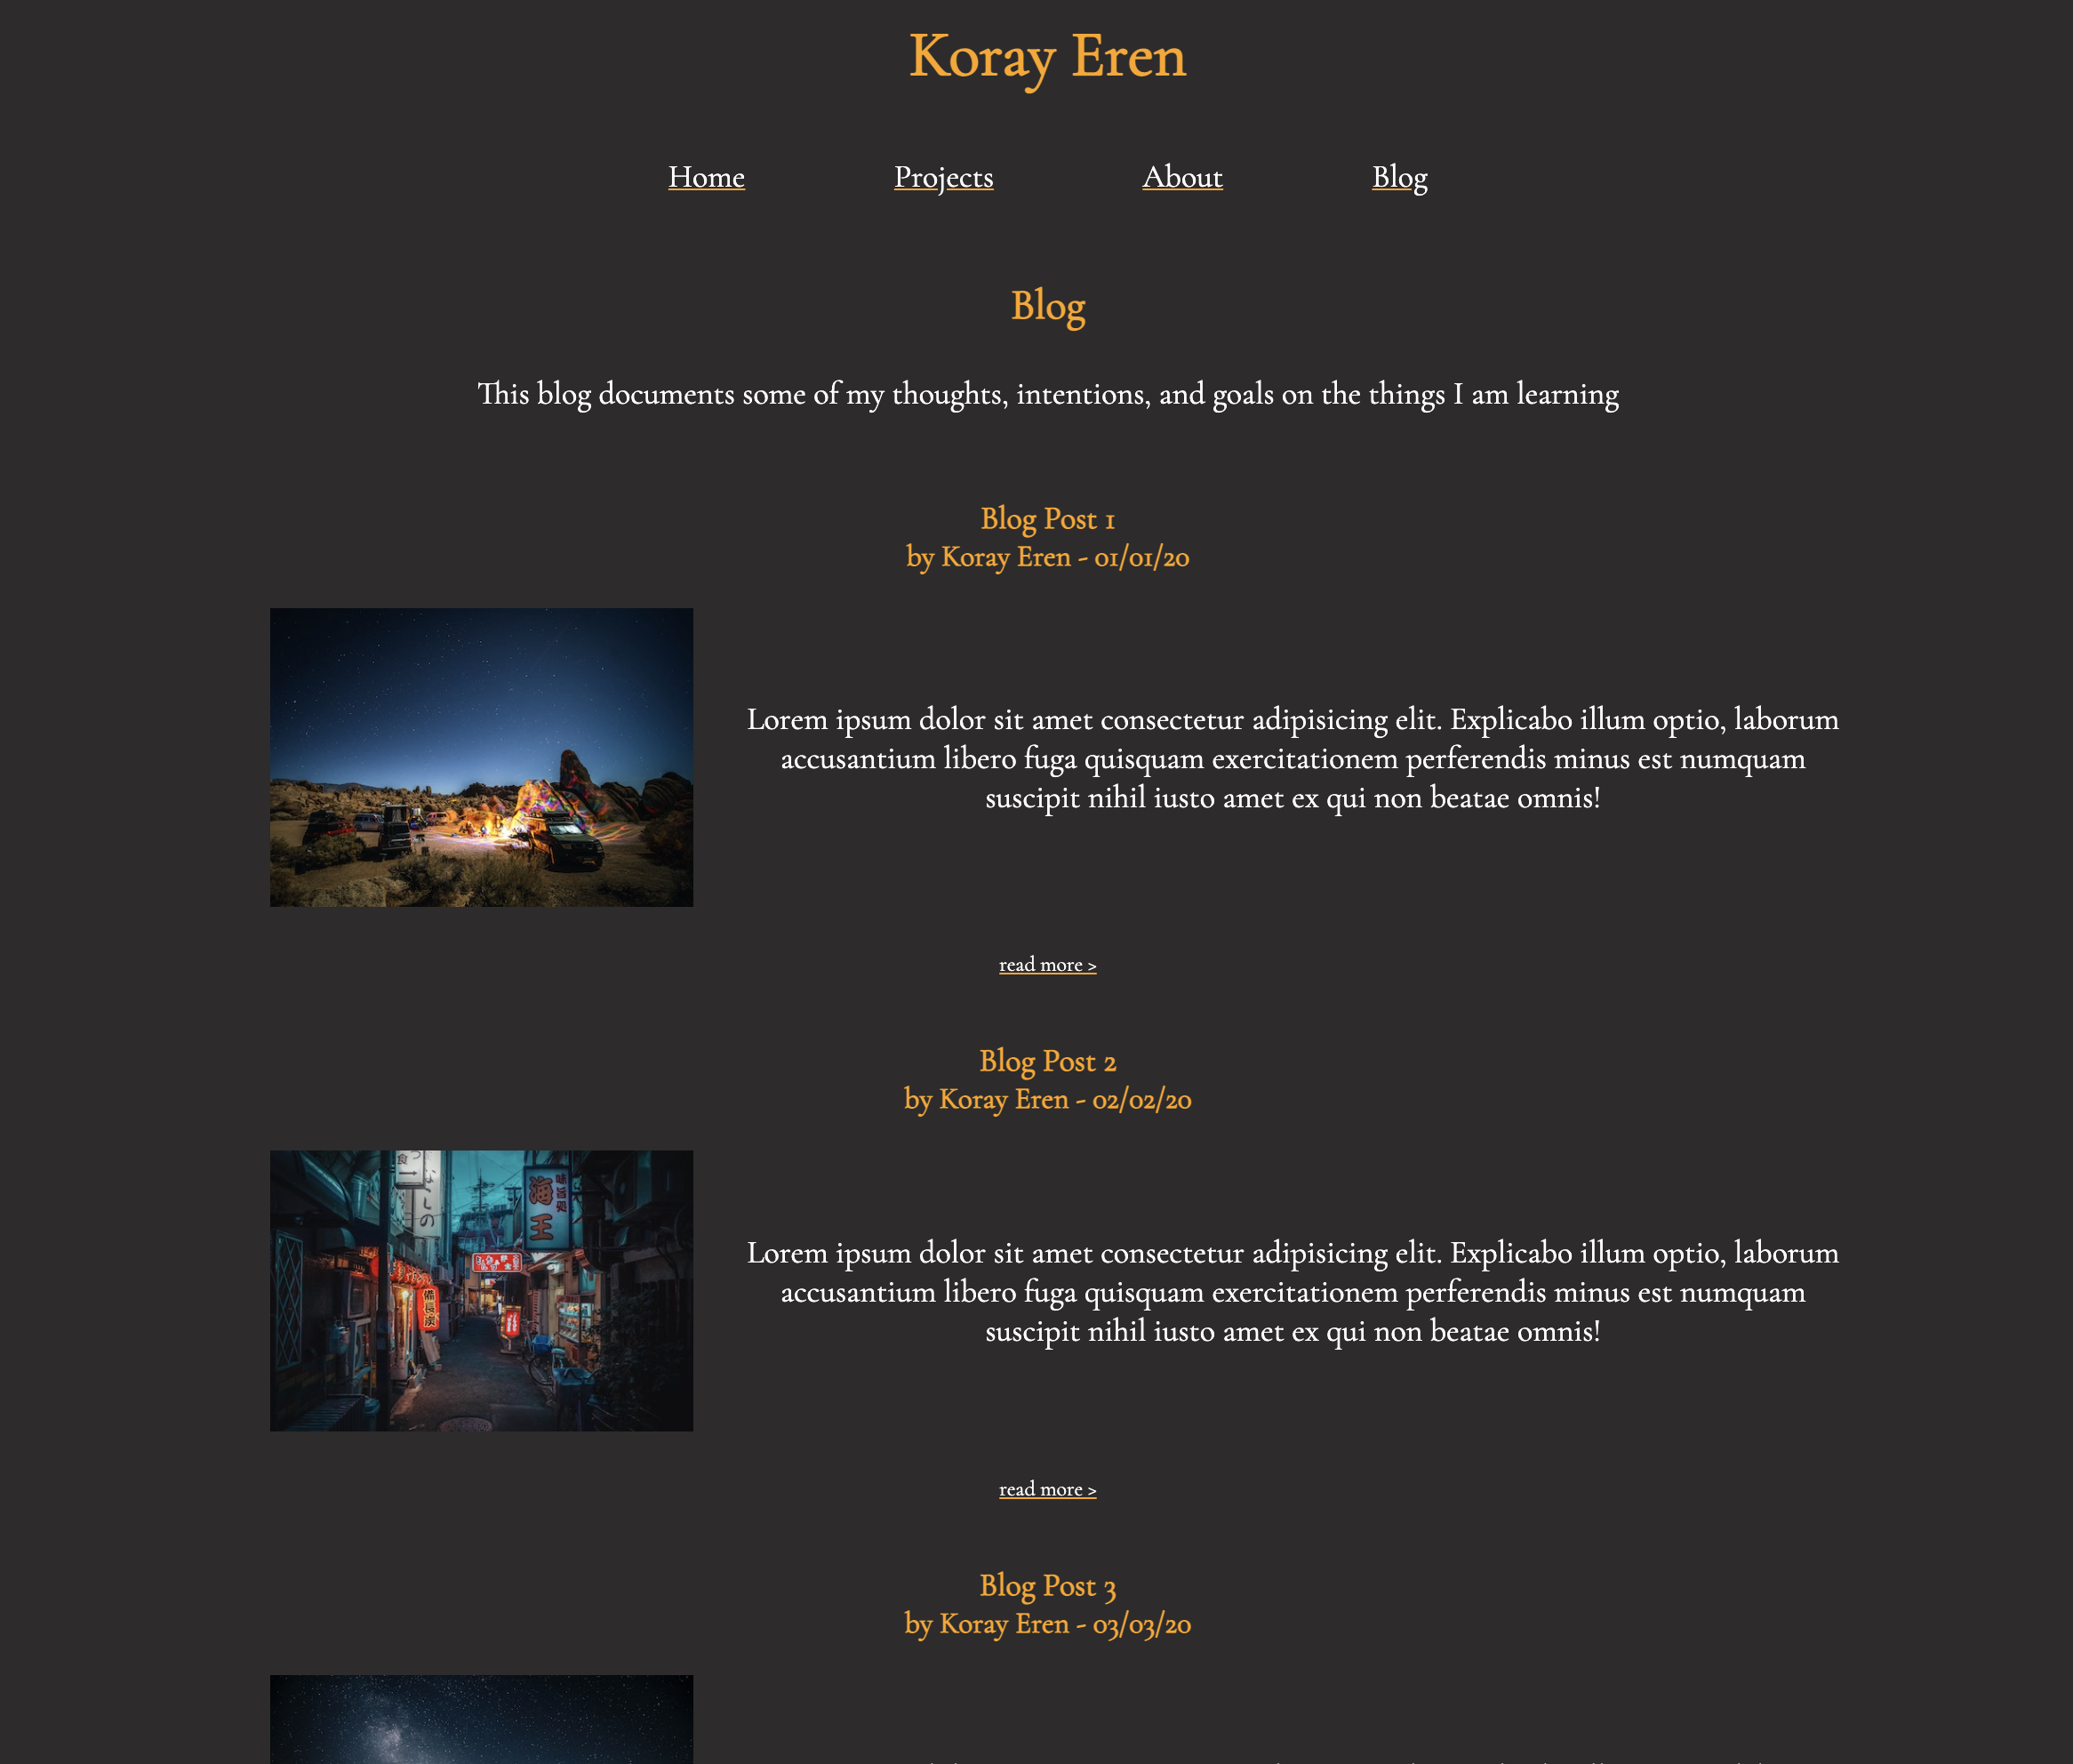 Koray Eren
Home Projects About Blog
Blog
This blog documents some of my thoughts, intentions, and goals on the things I am learning
Blog Post 1
by Koray Eren - 01/01/20
Lorem ipsum dolor sit amet consectetur adipisicing elit. Explicabo illum optio, laborum
accusantium libero fuga quisquam exercitationem perferendis minus est numquam
suscipit nihil iusto amet ex qui non beatae omnis!
read more >
Blog Post 2
by Koray Eren - 02/02/20
海王
備長炭
Lorem ipsum dolor sit amet consectetur adipisicing elit. Explicabo illum optio, laborum
accusantium libero fuga quisquam exercitationem perferendis minus est numquam
suscipit nihil iusto amet ex qui non beatae omnis!
read more >
Blog Post 3
by Koray Eren - 03/03/20